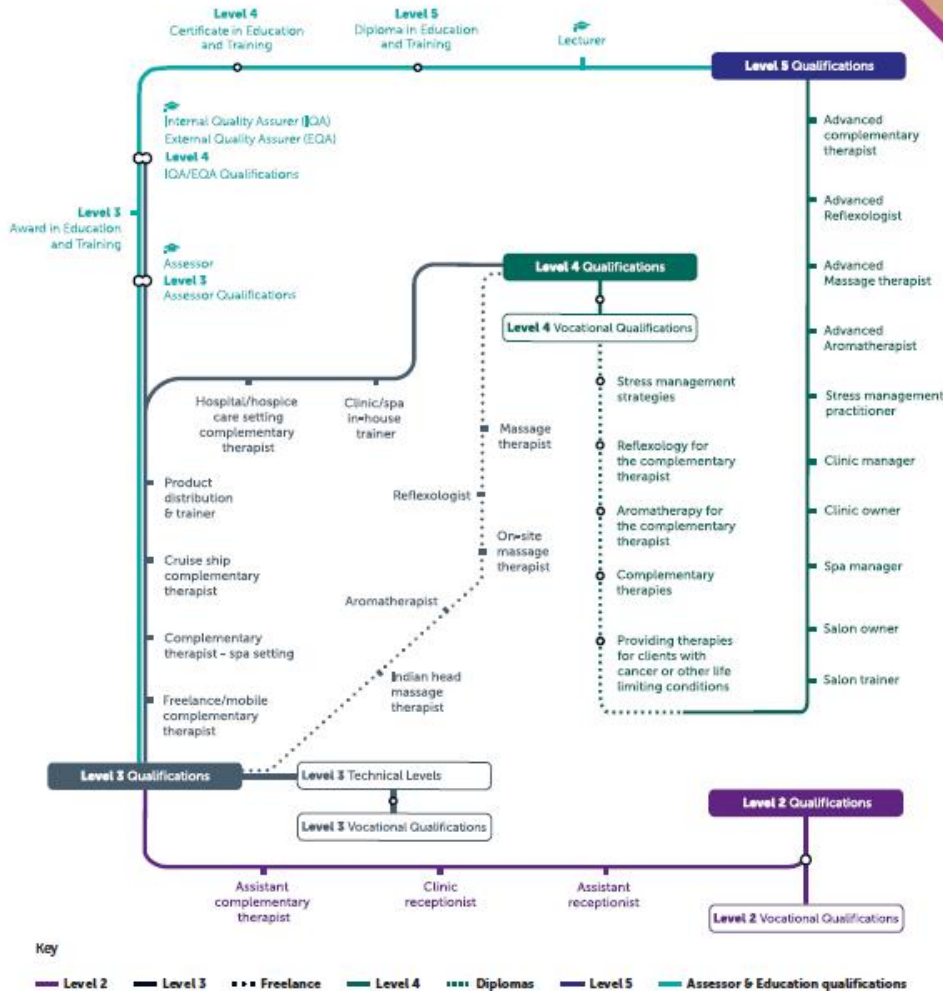 Level 4
Certificate in Education
and Training
Level 5
Diploma in Education
and Training
Lecturer
Level 5 Qualifications
Internal Quality Assurer (IQA)
External Quality Assurer (EQA)
Level 4
IQA/EQA Qualifications
Level 3
Award in Education
and Training
Assessor
Level 3
Assessor Qualifications
Advanced
complementary
therapist
Advanced
Reflexologist
Advanced
Massage therapist
Advanced
Aromatherapist
Stress management
practitioner
Clinic manager
Clinic owner
Spa manager
Salon owner
Salon trainer
Level 4 Qualifications
Level 4 Vocational Qualifications
Stress management
strategies
Reflexology for
the complementary
therapist
Aromatherapy for
the complementary
therapist
Complementary
therapies
Providing therapies
for clients with
cancer or other life
limiting conditions
Hospital/hospice
care setting
complementary
therapist
Clinic/spa
in-house
trainer
Massage
therapist
Reflexologist
On-site
massage
therapist
Aromatherapist
Indian head
massage
therapist
Product
distribution
& trainer
Cruise ship
complementary
therapist
Complementary
therapist - spa setting
Freelance/mobile
complementary
therapist
Level 3 Qualifications
Level 3 Technical Levels
Level 3 Vocational Qualifications
Level 2 Qualifications
Assistant
complementary
therapist
Clinic
receptionist
Assistant
receptionist
Level 2 Vocational Qualifications
Key
Level 2 Level 3 Freelance Level 4 Diplomas Level 5 Assessor & Education qualifications